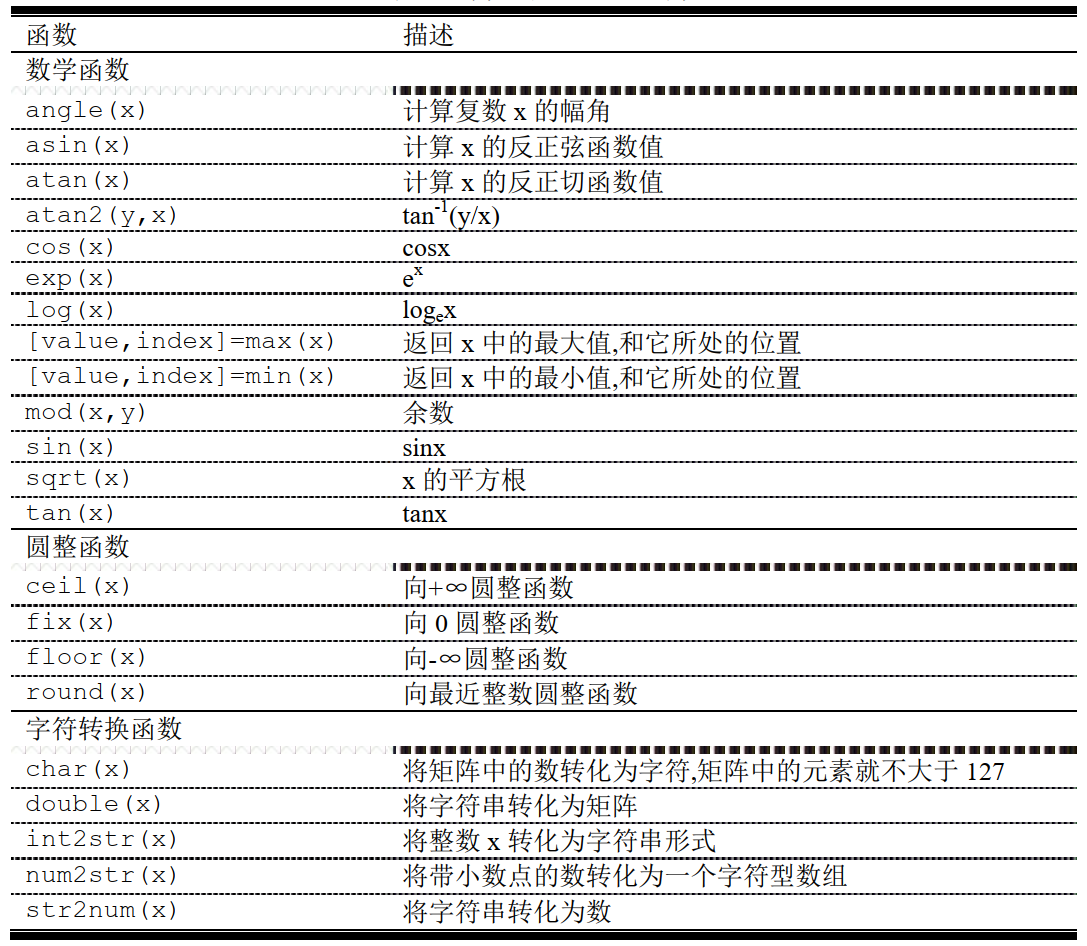 函数 描述
数学函数
angle(x) 计算复数 x 的幅角
asin(x) 计算 x 的反正弦函数值
atan(x) 计算 x 的反正切函数值
atan2(y,x) tan⁻¹(y/x)
cos(x) cosx
exp(x) eˣ
log(x) logₑx
[value,index]=max(x) 返回 x 中的最大值,和它所处的位置
[value,index]=min(x) 返回 x 中的最小值,和它所处的位置
mod(x,y) 余数
sin(x) sinx
sqrt(x) x 的平方根
tan(x) tanx
圆整函数
ceil(x) 向+∞圆整函数
fix(x) 向 0 圆整函数
floor(x) 向-∞圆整函数
round(x) 向最近整数圆整函数
字符转换函数
char(x) 将矩阵中的数转化为字符,矩阵中的元素就不大于 127
double(x) 将字符串转化为矩阵
int2str(x) 将整数 x 转化为字符串形式
num2str(x) 将带小数点的数转化为一个字符型数组
str2num(x) 将字符串转化为数